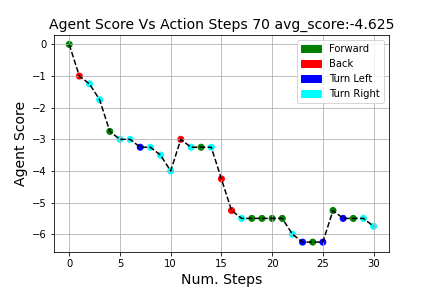 Agent Score Vs Action Steps 70 avg_score:-4.625
Forward
Back
Turn Left
Turn Right
Agent Score
0
−1
−2
−3
−4
−5
−6
0 5 10 15 20 25 30
Num. Steps